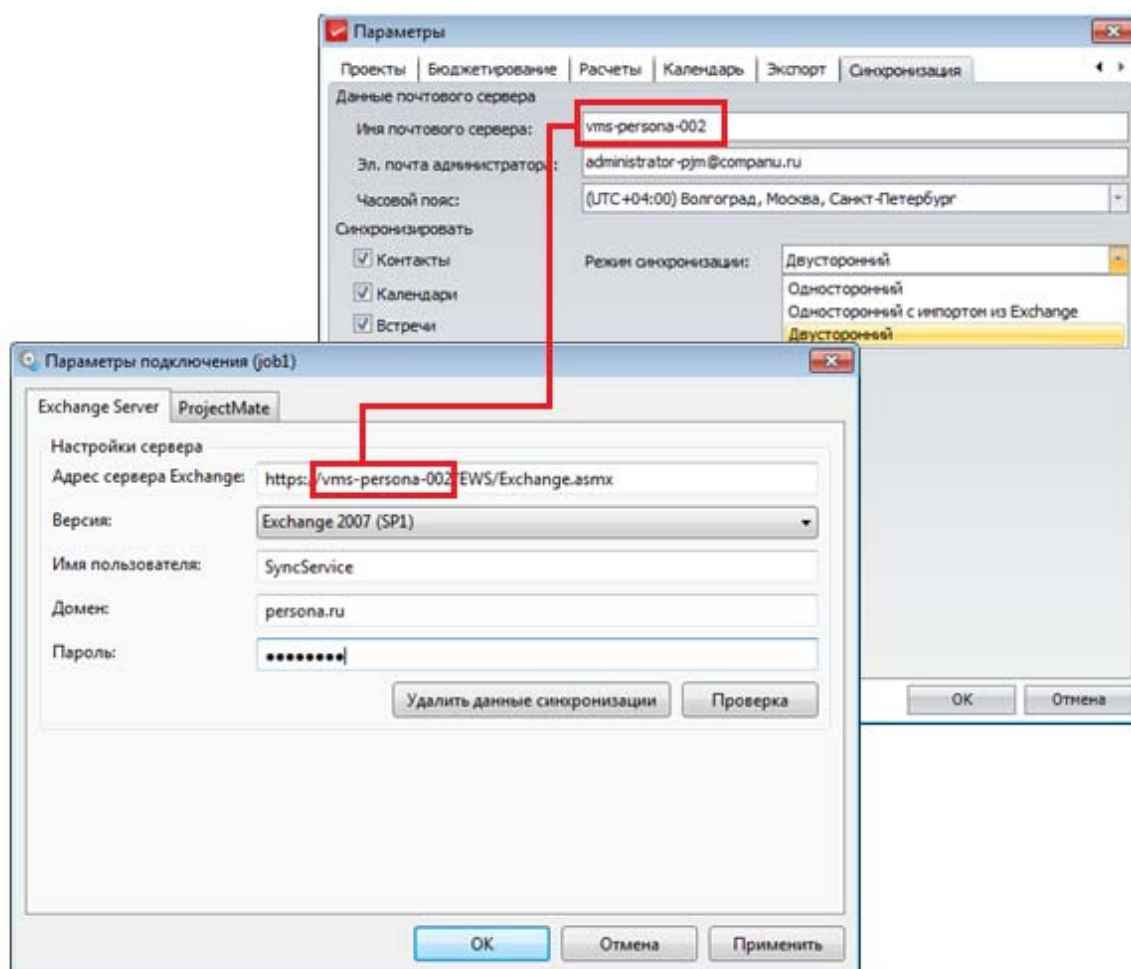 Параметры
Проекты Бюджетирование Расчеты Календарь Экспорт Синхронизация
Данные почтового сервера
Имя почтового сервера: vms-persona-002
Эл. почта администратора: administrator-pjm@companu.ru
Часовой пояс: (UTC+04:00) Волгоград, Москва, Санкт-Петербург
Синхронизировать
Контакты Режим синхронизации: Двусторонний
Календари Односторонний
Односторонний с импортом из Exchange
Встречи Двусторонний
Параметры подключения (job1)
Exchange Server ProjectMate
Настройки сервера
Адрес сервера Exchange: https://vms-persona-002/EWS/Exchange.asmx
Версия: Exchange 2007 (SP1)
Имя пользователя: SyncService
Домен: persona.ru
Пароль: ●●●●●●●●
Удалить данные синхронизации Проверка
OK Отмена
OK Отмена Применить